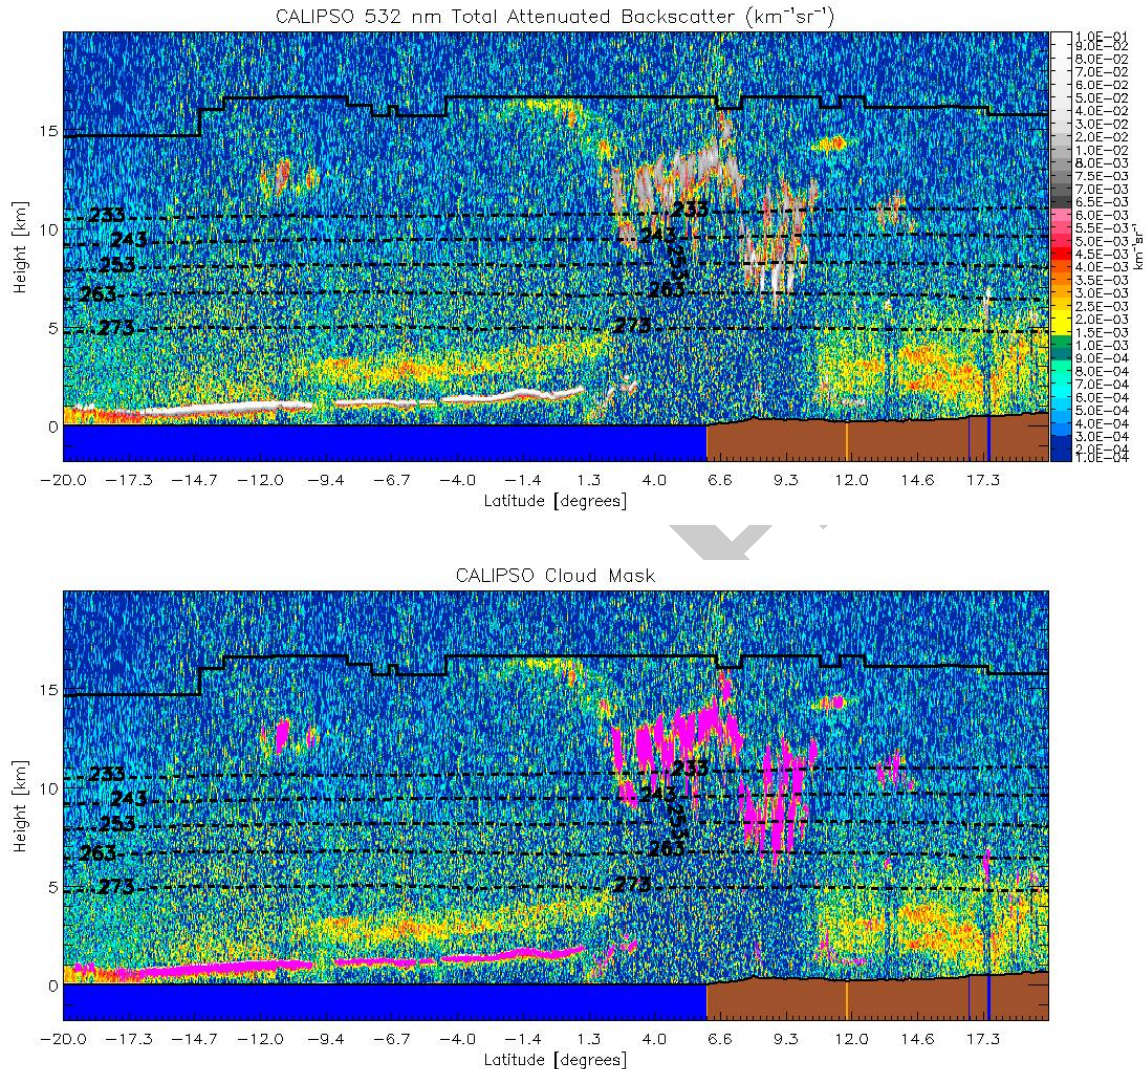 CALIPSO 532 nm Total Attenuated Backscatter (km⁻¹sr⁻¹)
1.0E-01
9.0E-02
8.0E-02
7.0E-02
6.0E-02
5.0E-02
4.0E-02
3.0E-02
2.0E-02
1.0E-02
8.0E-03
7.5E-03
7.0E-03
6.5E-03
6.0E-03
5.5E-03
5.0E-03
4.5E-03
4.0E-03
3.5E-03
3.0E-03
2.5E-03
2.0E-03
1.5E-03
1.0E-03
9.0E-04
8.0E-04
7.0E-04
6.0E-04
5.0E-04
4.0E-04
3.0E-04
2.0E-04
1.0E-04
km⁻¹sr⁻¹
Height [km]
15
10
5
0
233 233
243 243
253 253
263 263
273 273
-20.0 -17.3 -14.7 -12.0 -9.4 -6.7 -4.0 -1.4 1.3 4.0 6.6 9.3 12.0 14.6 17.3
Latitude [degrees]
CALIPSO Cloud Mask
Height [km]
15
10
5
0
233 233
243 243
253 253
263 263
273 273
-20.0 -17.3 -14.7 -12.0 -9.4 -6.7 -4.0 -1.4 1.3 4.0 6.6 9.3 12.0 14.6 17.3
Latitude [degrees]